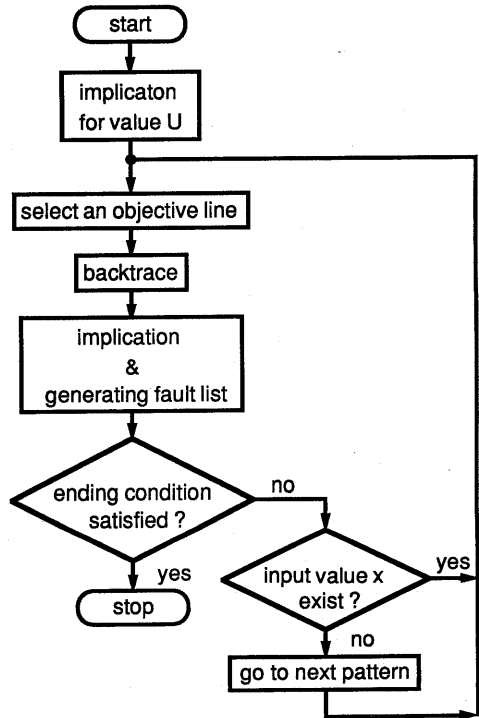 start
implicaton
for value U
select an objective line
backtrace
implication
&
generating fault list
ending condition
satisfied ?
no
yes
stop
input value x
exist ?
yes
no
go to next pattern